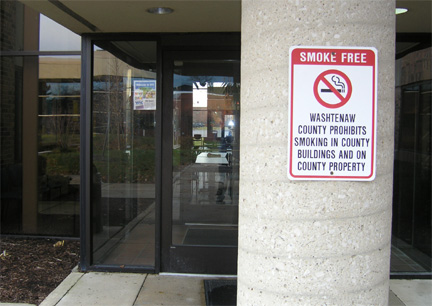 SMOKE FREE
WASHTENAW
COUNTY PROHIBITS
SMOKING IN COUNTY
BUILDINGS AND ON
COUNTY PROPERTY